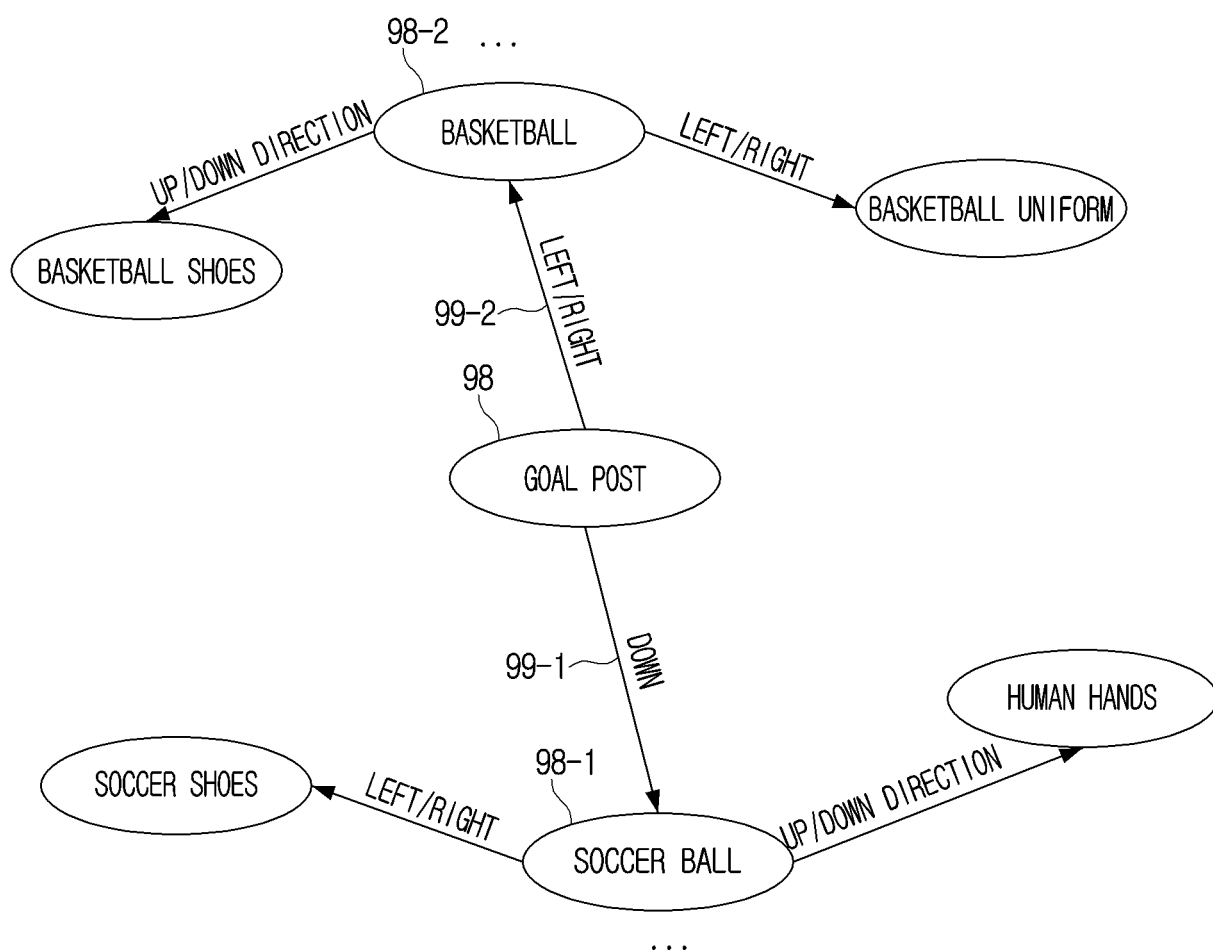 98-2 ...
BASKETBALL
UP/DOWN DIRECTION
LEFT/RIGHT
BASKETBALL UNIFORM
BASKETBALL SHOES
LEFT/RIGHT
99-2
98
GOAL POST
DOWN
99-1
HUMAN HANDS
SOCCER SHOES
98-1
LEFT/RIGHT
UP/DOWN DIRECTION
SOCCER BALL
...